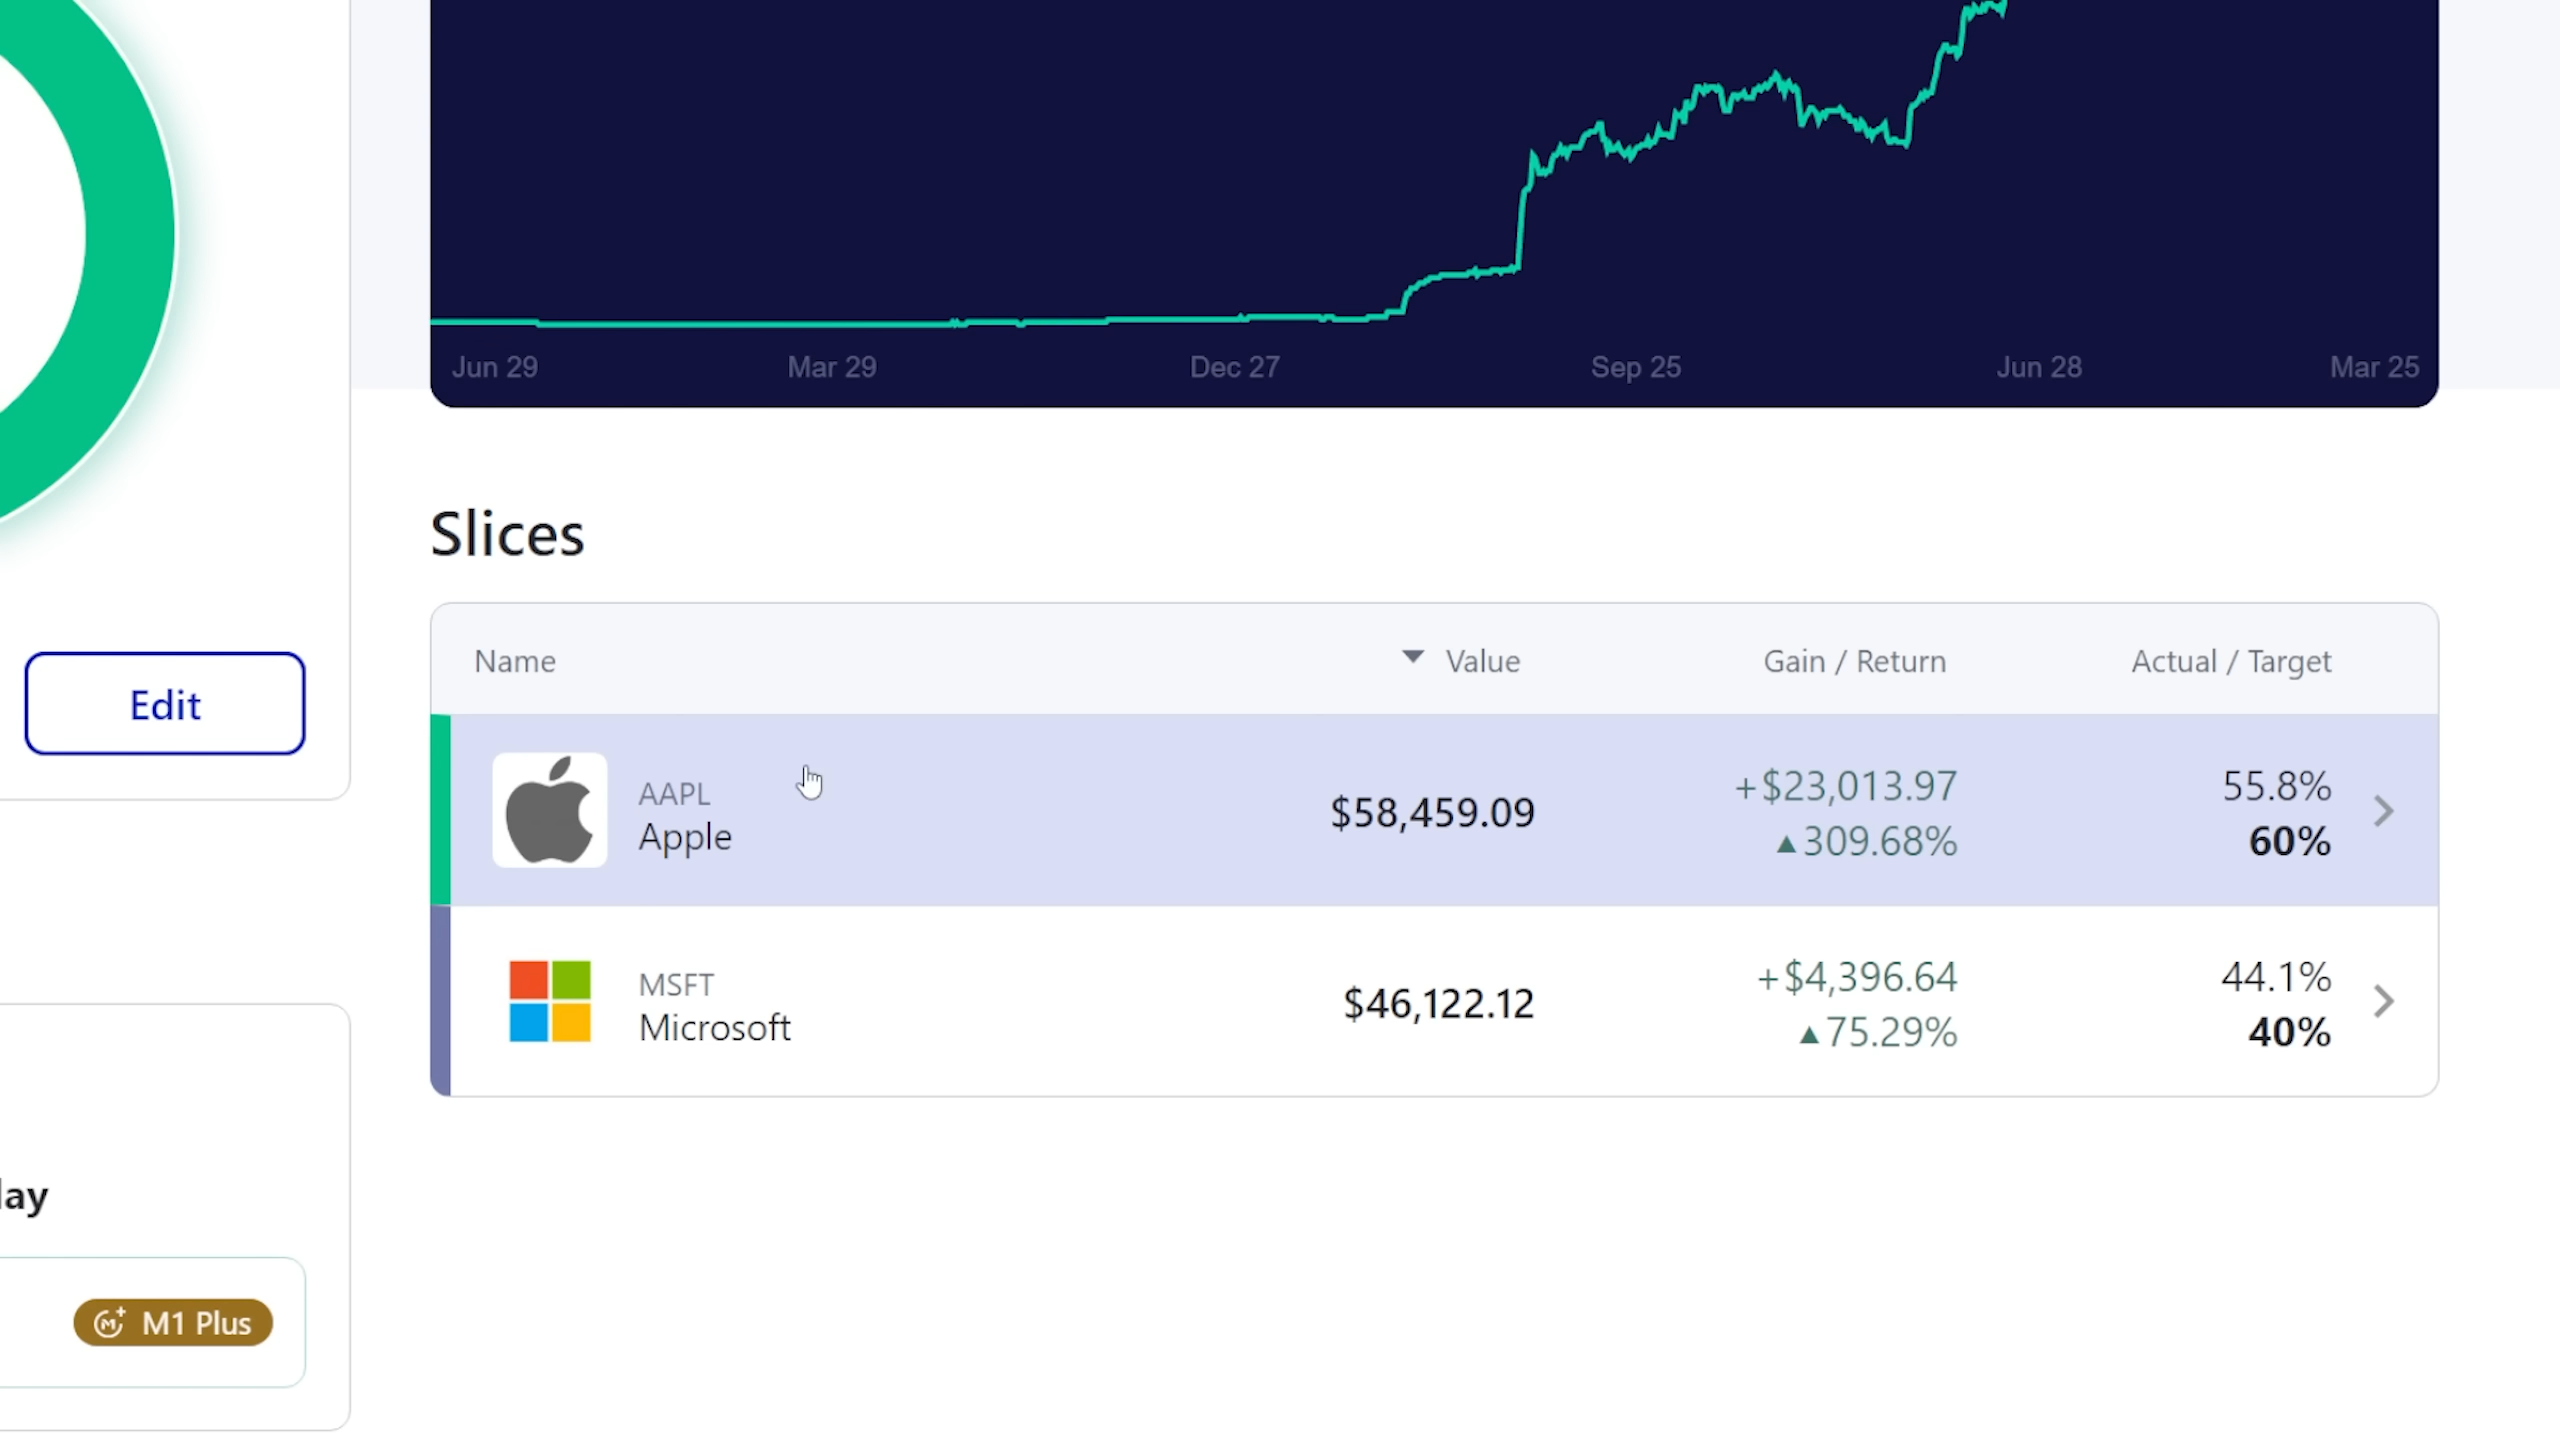 Jun 29 Mar 29 Dec 27 Sep 25 Jun 28 Mar 25
Slices
Edit
Name Value Gain / Return Actual / Target
AAPL
Apple
$58,459.09
+$23,013.97
▲309.68%
55.8%
60%
MSFT
Microsoft
$46,122.12
+$4,396.64
▲75.29%
44.1%
40%
lay
M1 Plus